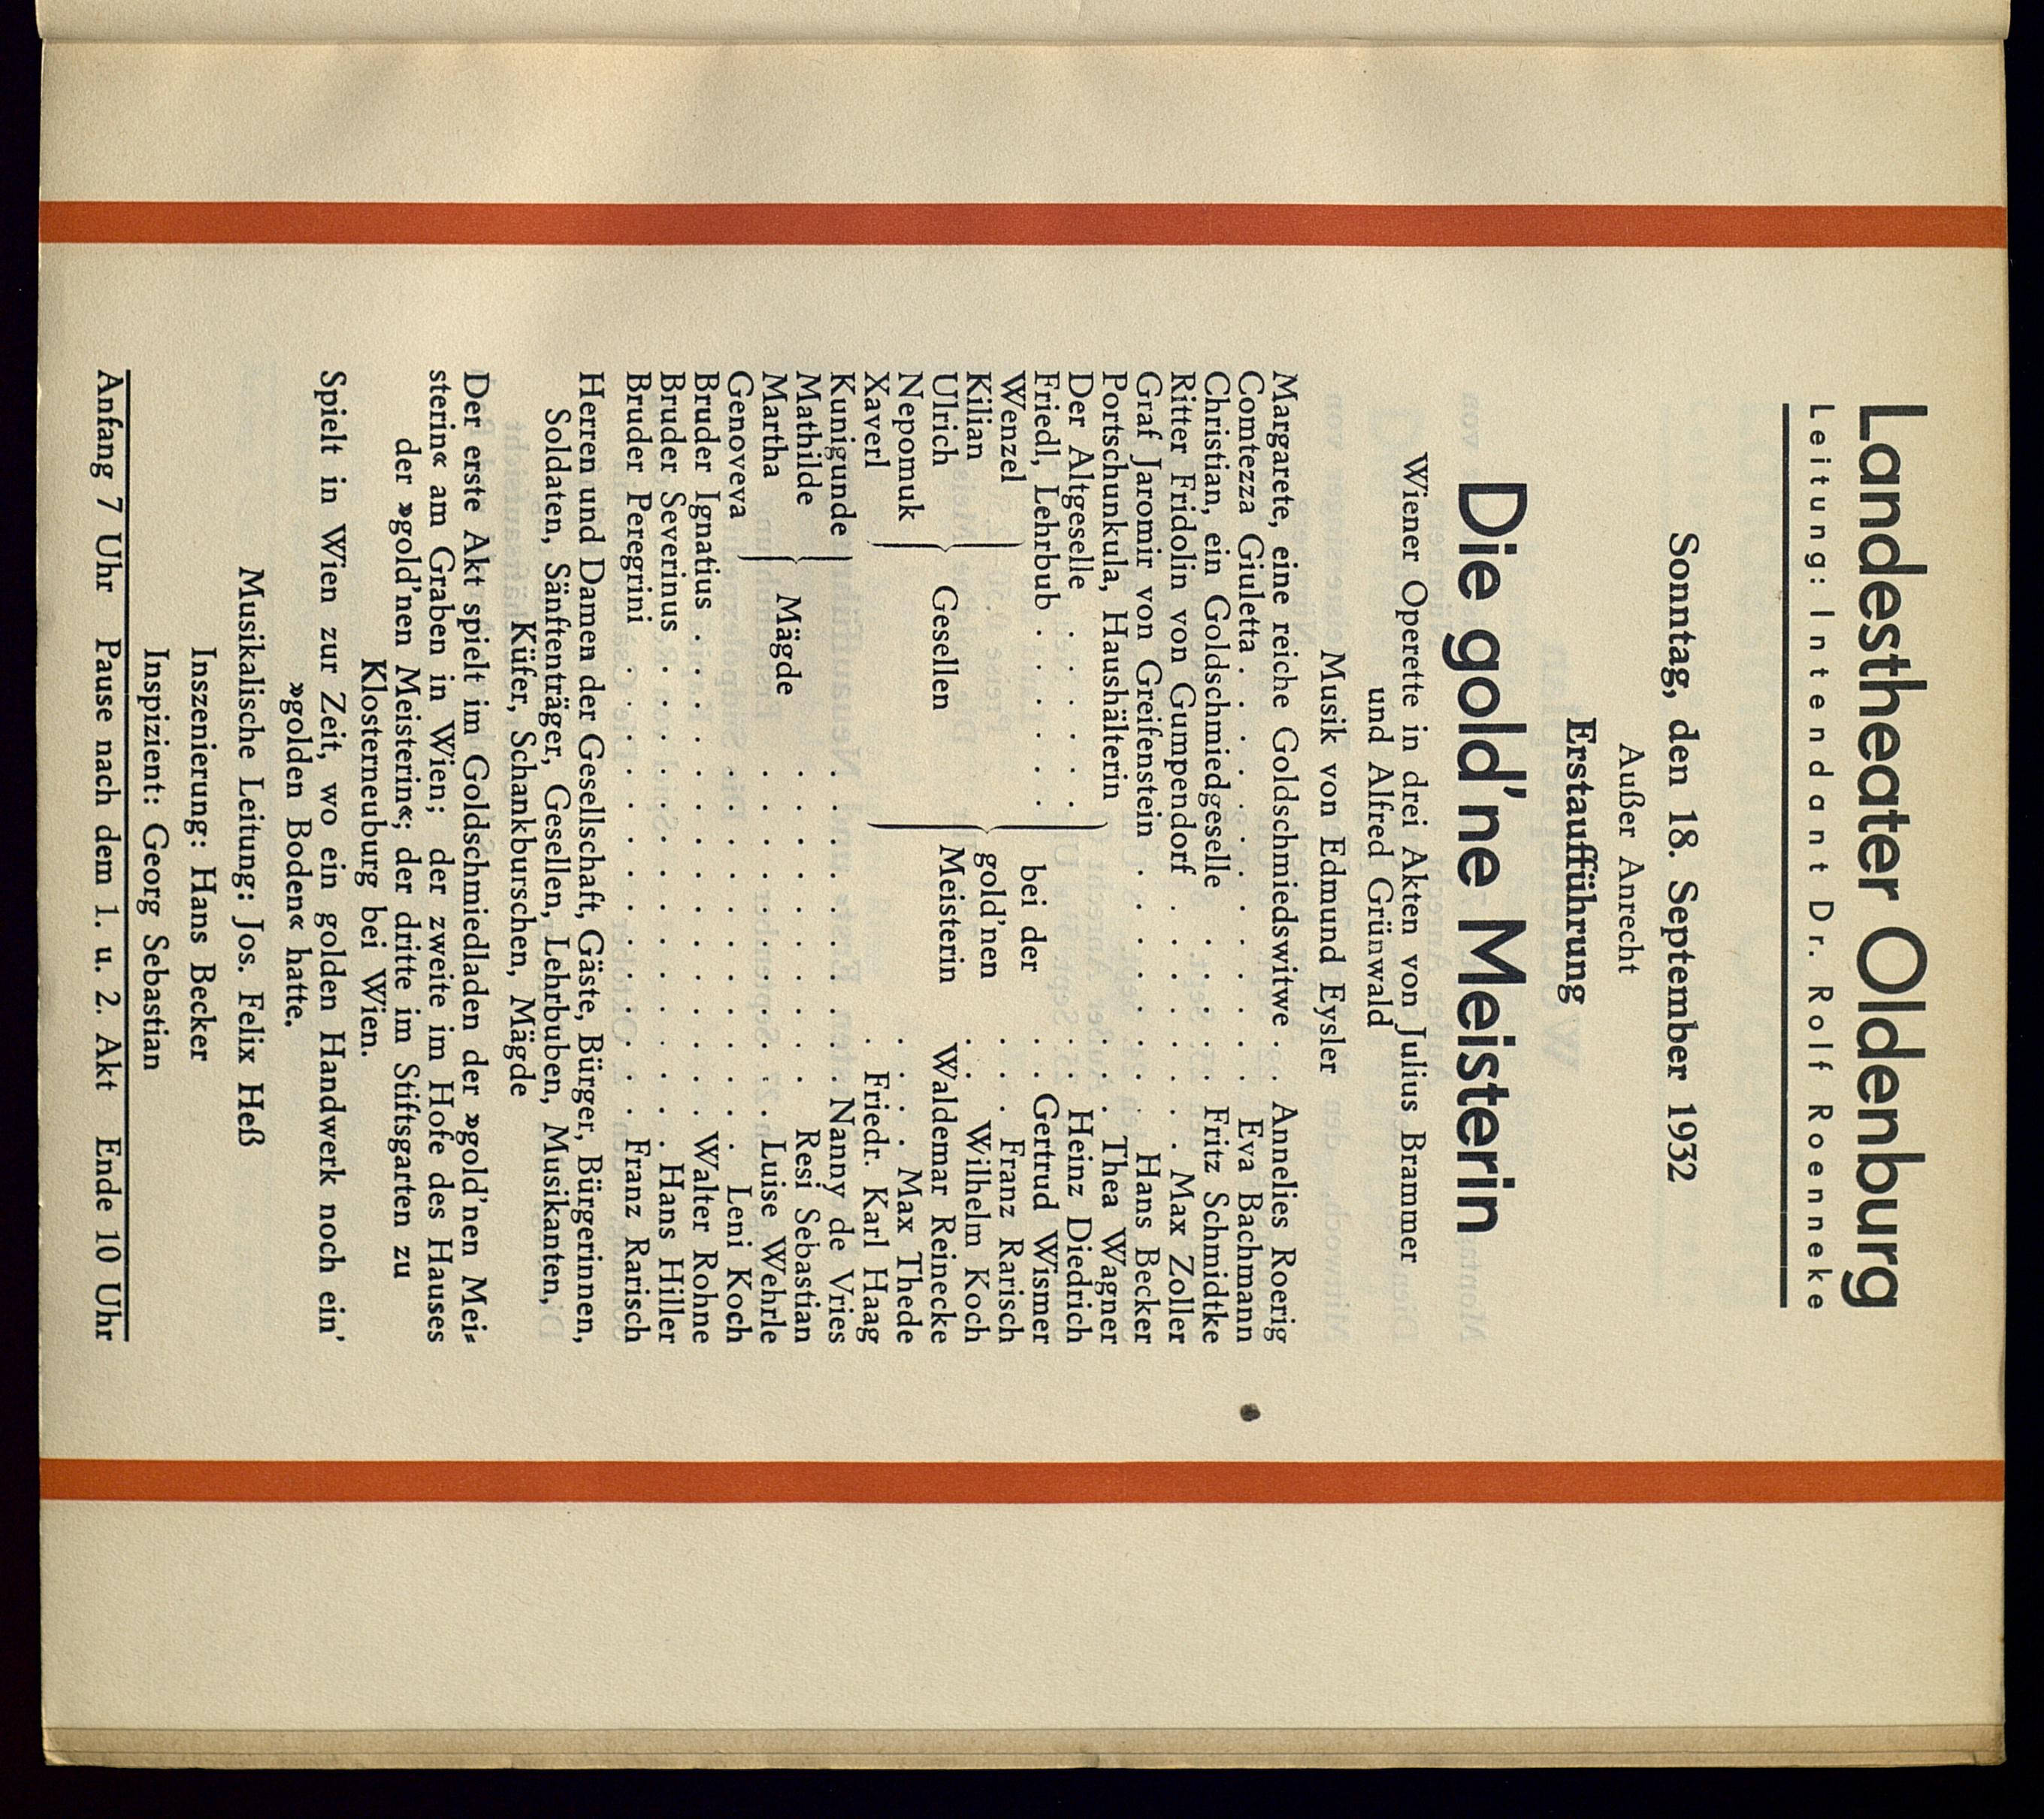 Landestheater Oldenburg
Leitung: Intendant Dr. Rolf Roenneke
Sonntag, den 18. September 1932
Außer Anrecht
Erstaufführung
Die gold'ne Meisterin
Wiener Operette in drei Akten von Julius Brammer
und Alfred Grünwald
Musik von Edmund Eysler
Margarete, eine reiche Goldschmiedswitwe . . Annelies Roerig
Comtezza Giuletta . . . . . . . . . . . . Eva Bachmann
Christian, ein Goldschmiedgeselle . . . . . Fritz Schmidtke
Ritter Fridolin von Gumpendorf . . . . . . . . Max Zoller
Graf Jaromir von Greifenstein . . . . . . . . Hans Becker
Portschunkula, Haushälterin . . . Thea Wagner
Der Altgeselle . . . . . . . . Heinz Diedrich
Friedl, Lehrbub . . . . . . . Gertrud Wismer
Wenzel . . . Franz Rarisch
Kilian . . Wilhelm Koch
Ulrich Gesellen Waldemar Reinecke
Nepomuk . . . . Max Thede
Xaverl . Friedr. Karl Haag
bei der
gold'nen
Meisterin
Kunigunde . . . . . . . . . . Nanny de Vries
Mathilde . . . . . . . . . . Resi Sebastian
Martha Mägde . . . . . . . . . . . Luise Wehrle
Genoveva . . . . . . . . . . . . Leni Koch
Bruder Ignatius . . . . . . . . . . . . . . . Walter Rohne
Bruder Severinus . . . . . . . . . . . . . . . Hans Hiller
Bruder Peregrini . . . . . . . . . . . . . . Franz Rarisch
Herren und Damen der Gesellschaft, Gäste, Bürger, Bürgerinnen,
Soldaten, Sänftenträger, Gesellen, Lehrbuben, Musikanten,
Küfer, Schankburschen, Mägde
Der erste Akt spielt im Goldschmiedladen der »gold'nen Mei-
sterin« am Graben in Wien; der zweite im Hofe des Hauses
der »gold'nen Meisterin«; der dritte im Stiftsgarten zu
Klosterneuburg bei Wien.
Spielt in Wien zur Zeit, wo ein golden Handwerk noch ein'
»golden Boden« hatte.
Musikalische Leitung: Jos. Felix Heß
Inszenierung: Hans Becker
Inspizient: Georg Sebastian
Anfang 7 Uhr Pause nach dem 1. u. 2. Akt Ende 10 Uhr